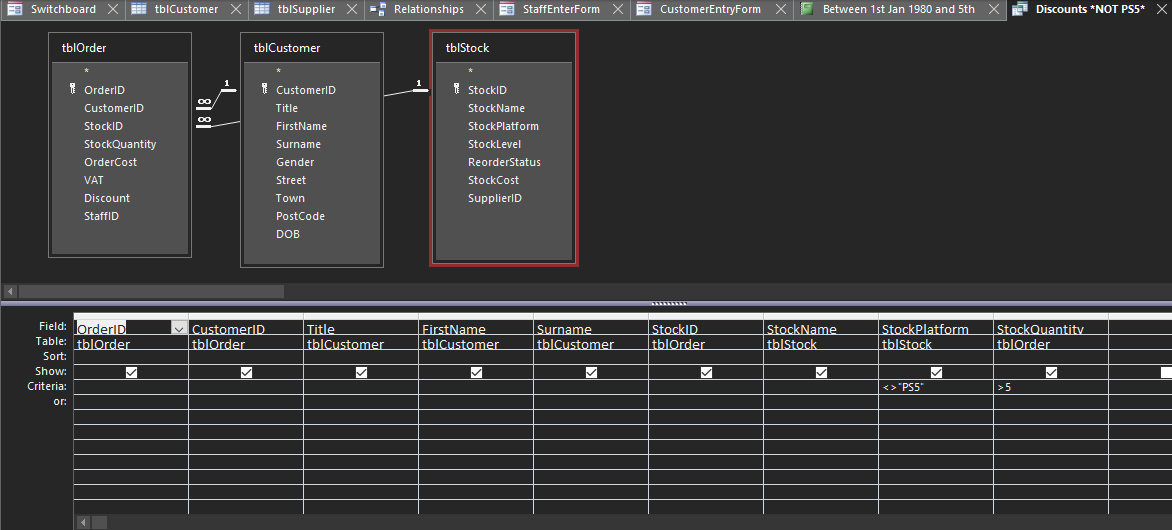 Switchboard tblCustomer tblSupplier Relationships StaffEnterForm CustomerEntryForm Between 1st Jan 1980 and 5th Discounts *NOT PS5*
tblOrder
*
OrderID
CustomerID
StockID
StockQuantity
OrderCost
VAT
Discount
StaffID
∞
∞
1
tblCustomer
*
CustomerID
Title
FirstName
Surname
Gender
Street
Town
PostCode
DOB
1
tblStock
*
StockID
StockName
StockPlatform
StockLevel
ReorderStatus
StockCost
SupplierID
Field: OrderID CustomerID Title FirstName Surname StockID StockName StockPlatform StockQuantity
Table: tblOrder tblOrder tblCustomer tblCustomer tblCustomer tblOrder tblStock tblStock tblOrder
Sort:
Show:
Criteria: <>"PS5" >5
or: